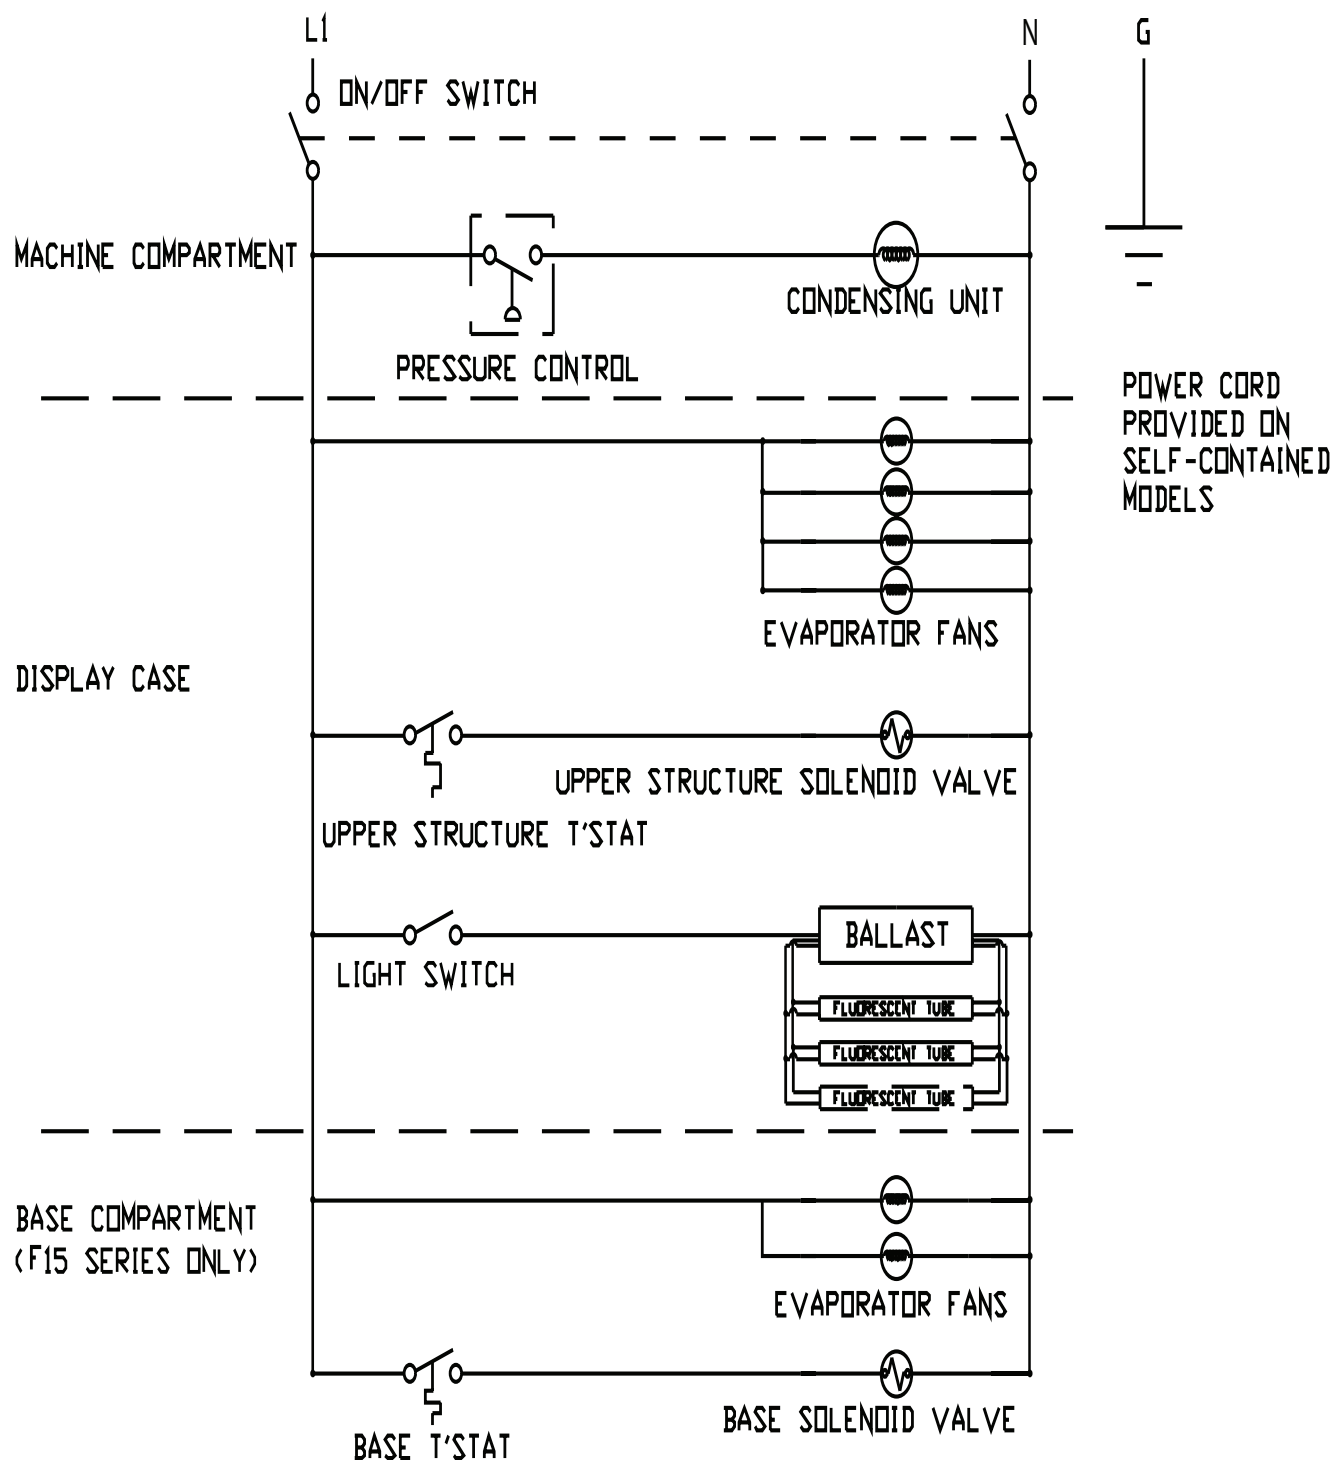 L1
N
G
ON/OFF SWITCH
MACHINE COMPARTMENT
CONDENSING UNIT
PRESSURE CONTROL
POWER CORD
PROVIDED ON
SELF-CONTAINED
MODELS
EVAPORATOR FANS
DISPLAY CASE
UPPER STRUCTURE SOLENOID VALVE
UPPER STRUCTURE T'STAT
BALLAST
LIGHT SWITCH
FLUORESCENT TUBE
FLUORESCENT TUBE
FLUORESCENT TUBE
BASE COMPARTMENT
(F15 SERIES ONLY)
EVAPORATOR FANS
BASE SOLENOID VALVE
BASE T'STAT